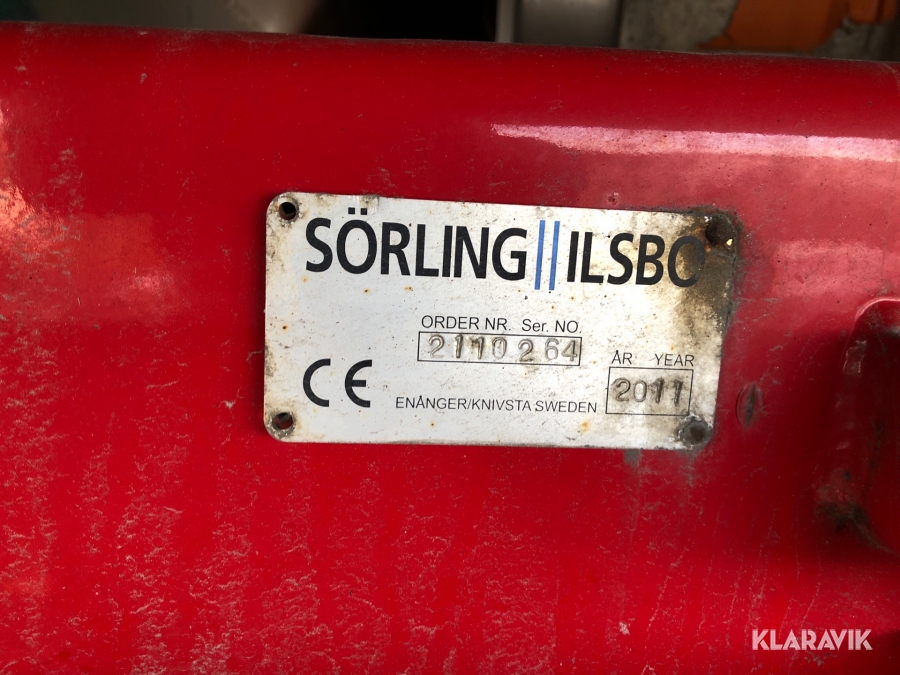 SÖRLING||ILSBO
ORDER NR. Ser. NO.
2110264
ÅR YEAR
2011
CE
ENÅNGER/KNIVSTA SWEDEN
KLARAVIK